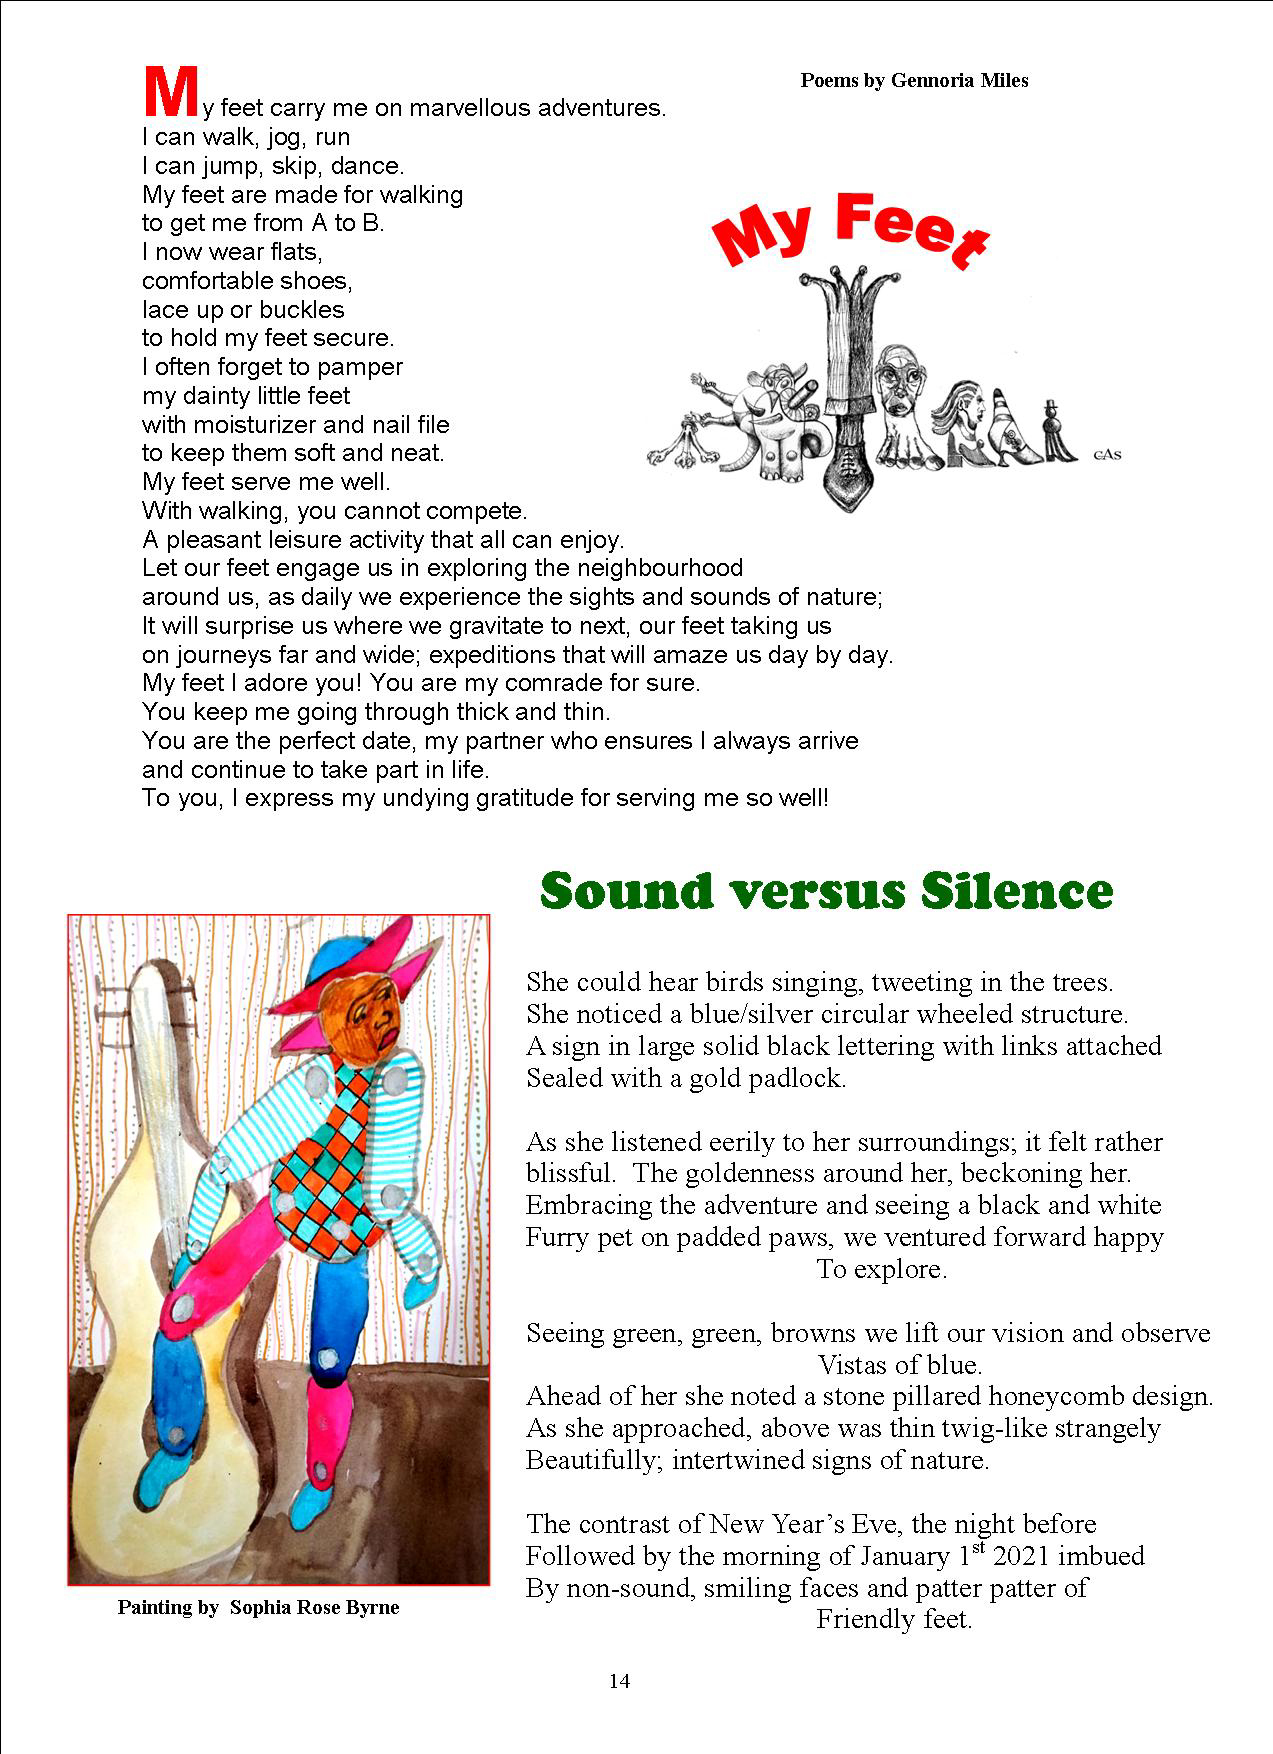 Poems by Gennoria Miles
My Feet
My feet carry me on marvellous adventures.
I can walk, jog, run
I can jump, skip, dance.
My feet are made for walking
to get me from A to B.
I now wear flats,
comfortable shoes,
lace up or buckles
to hold my feet secure.
I often forget to pamper
my dainty little feet
with moisturizer and nail file
to keep them soft and neat.
My feet serve me well.
With walking, you cannot compete.
A pleasant leisure activity that all can enjoy.
Let our feet engage us in exploring the neighbourhood
around us, as daily we experience the sights and sounds of nature;
It will surprise us where we gravitate to next, our feet taking us
on journeys far and wide; expeditions that will amaze us day by day.
My feet I adore you! You are my comrade for sure.
You keep me going through thick and thin.
You are the perfect date, my partner who ensures I always arrive
and continue to take part in life.
To you, I express my undying gratitude for serving me so well!
CAS
Sound versus Silence
She could hear birds singing, tweeting in the trees.
She noticed a blue/silver circular wheeled structure.
A sign in large solid black lettering with links attached
Sealed with a gold padlock.
As she listened eerily to her surroundings; it felt rather
blissful.  The goldenness around her, beckoning her.
Embracing the adventure and seeing a black and white
Furry pet on padded paws, we ventured forward happy
To explore.
Seeing green, green, browns we lift our vision and observe
Vistas of blue.
Ahead of her she noted a stone pillared honeycomb design.
As she approached, above was thin twig-like strangely
Beautifully; intertwined signs of nature.
The contrast of New Year’s Eve, the night before
Followed by the morning of January 1st 2021 imbued
By non-sound, smiling faces and patter patter of
Friendly feet.
Painting by  Sophia Rose Byrne
14